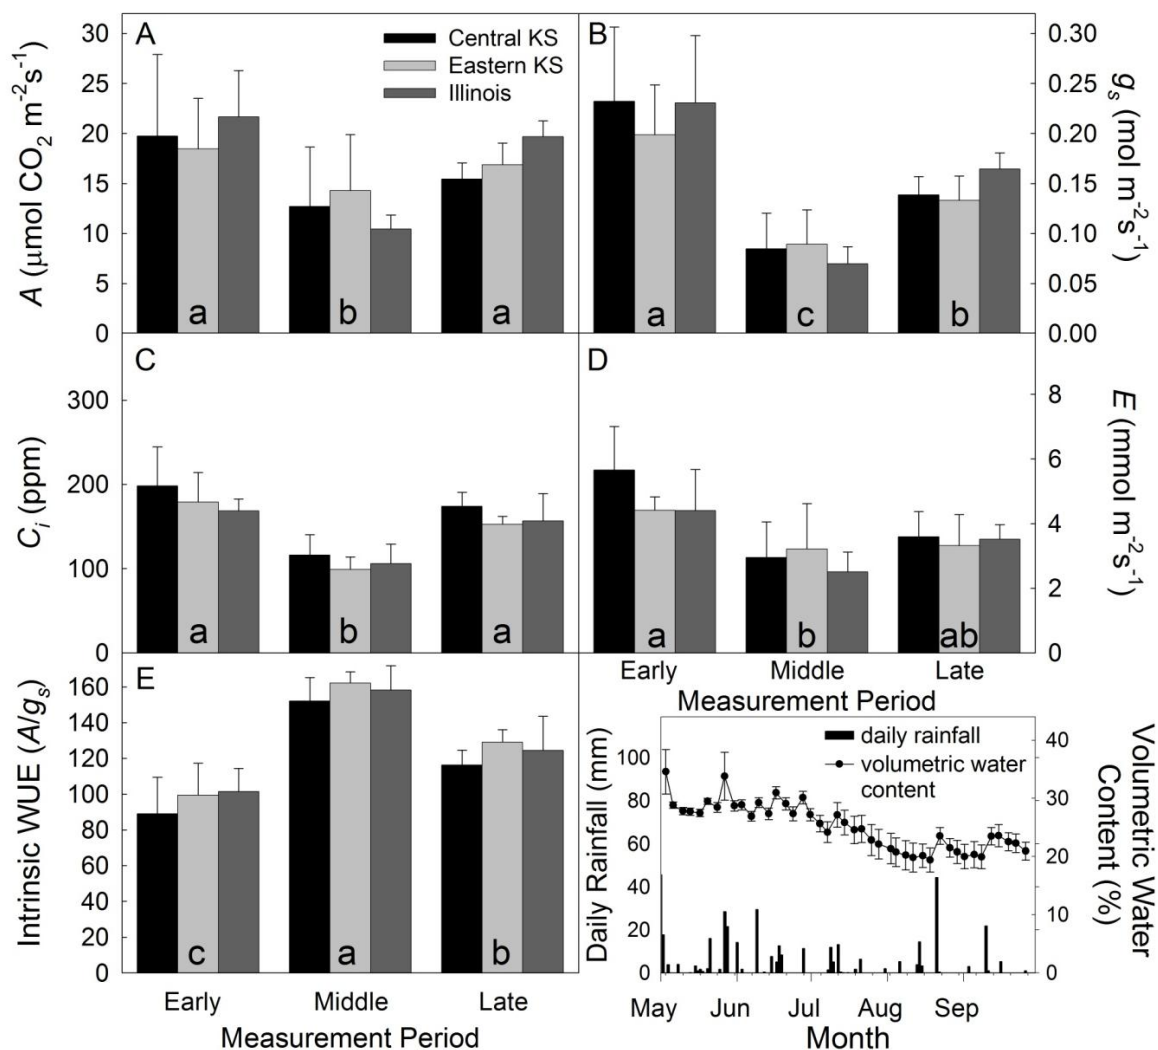 A
Central KS
Eastern KS
Illinois
30
25
20
15
10
5
0
A (μmol CO₂ m⁻²s⁻¹)
a
b
a
B
0.30
0.25
0.20
0.15
0.10
0.05
0.00
gₛ (mol m⁻²s⁻¹)
a
c
b
C
300
200
100
0
Cᵢ (ppm)
a
b
a
D
8
6
4
2
0
E (mmol m⁻²s⁻¹)
a
b
ab
Early
Middle
Late
Measurement Period
E
160
140
120
100
80
60
40
20
0
Intrinsic WUE (A/gₛ)
c
a
b
Early
Middle
Late
Measurement Period
daily rainfall
volumetric water
content
100
80
60
40
20
0
Daily Rainfall (mm)
40
30
20
10
0
Volumetric Water
Content (%)
May
Jun
Jul
Aug
Sep
Month